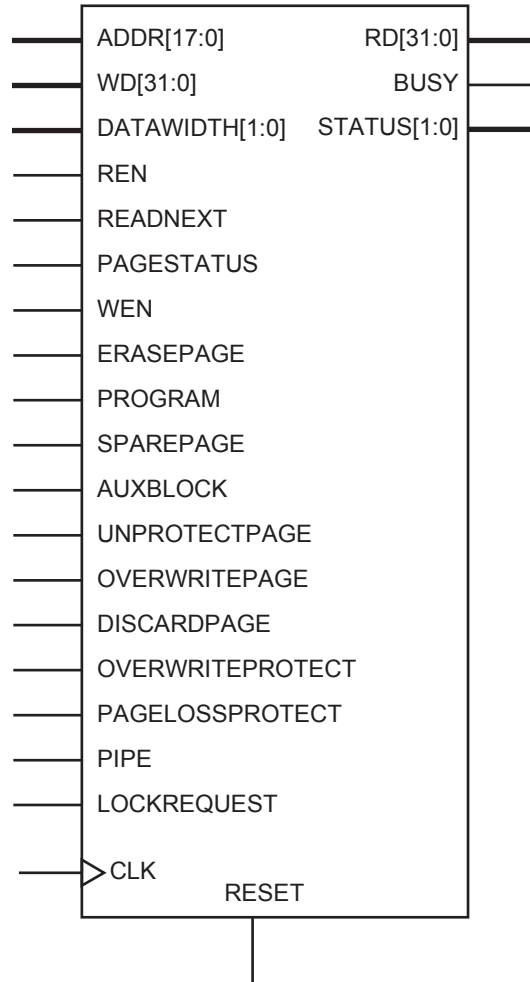 ADDR[17:0] RD[31:0]
WD[31:0] BUSY
DATAWIDTH[1:0] STATUS[1:0]
REN
READNEXT
PAGESTATUS
WEN
ERASEPAGE
PROGRAM
SPAREPAGE
AUXBLOCK
UNPROTECTPAGE
OVERWRITEPAGE
DISCARDPAGE
OVERWRITEPROTECT
PAGELOSSPROTECT
PIPE
LOCKREQUEST
CLK
RESET